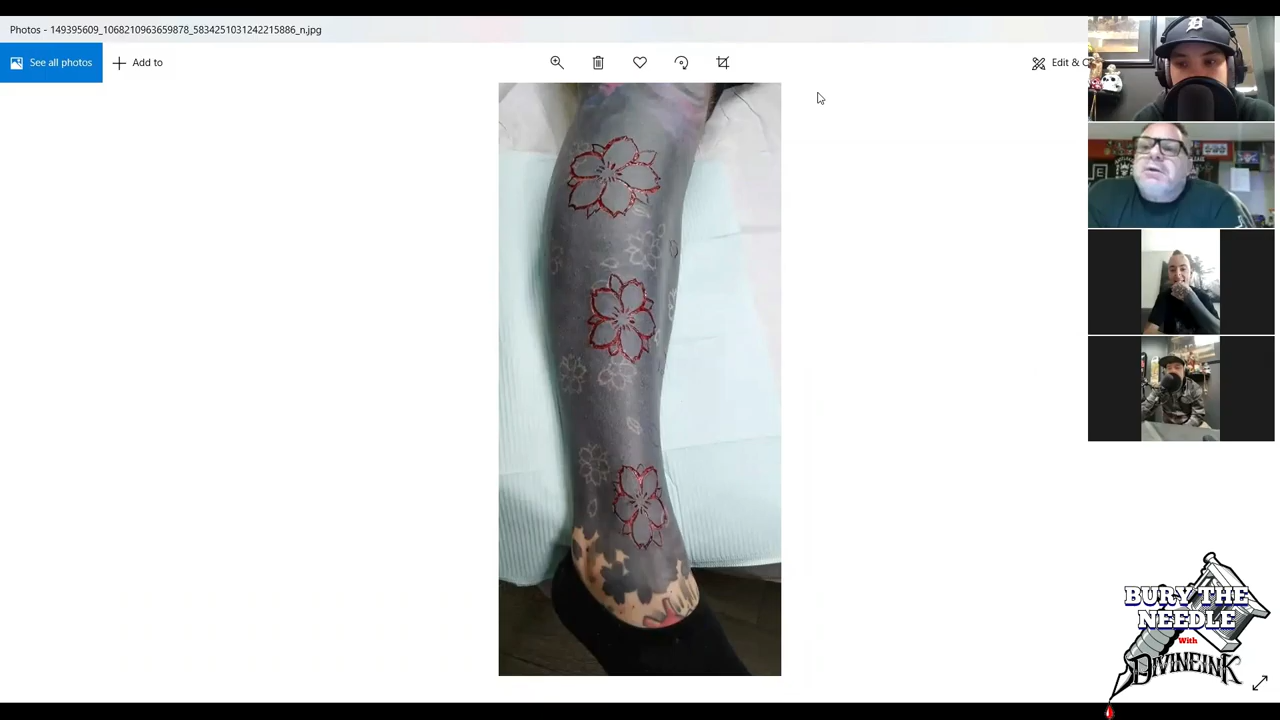 Photos - 149395609_1068210963659878_5834251031242215886_n.jpg
See all photos
Add to
Edit & C
BURY THE
NEEDLE
With
DIVINEINK